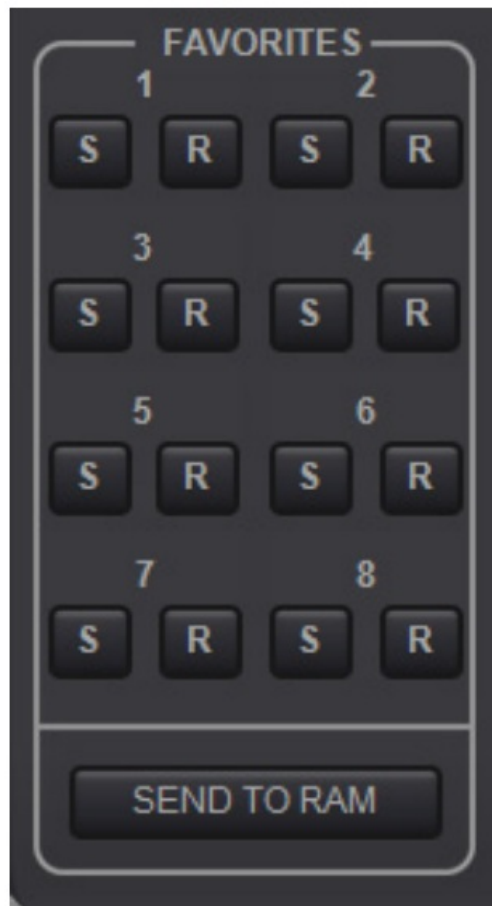 FAVORITES
1 2
S R S R
3 4
S R S R
5 6
S R S R
7 8
S R S R
SEND TO RAM